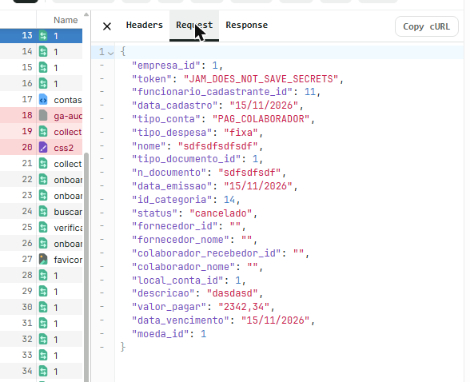 Name
Headers Request Response Copy cURL
13 1
14 1
15 1
16 1
17 contas
18 ga-aud
19 collect
20 css2
21 collect
22 onboar
23 onboar
24 buscar
25 verifica
26 onboar
27 favicor
28 1
29 1
30 1
31 1
32 1
33 1
34 1
1 {
"empresa_id": 1,
"token": "JAM_DOES_NOT_SAVE_SECRETS",
"funcionario_cadastrante_id": 11,
"data_cadastro": "15/11/2026",
"tipo_conta": "PAG_COLABORADOR",
"tipo_despesa": "fixa",
"nome": "sdfsdfsdfsdf",
"tipo_documento_id": 1,
"n_documento": "sdfsdfsdf",
"data_emissao": "15/11/2026",
"id_categoria": 14,
"status": "cancelado",
"fornecedor_id": "",
"fornecedor_nome": "",
"colaborador_recebedor_id": "",
"colaborador_nome": "",
"local_conta_id": 1,
"descricao": "dasdasd",
"valor_pagar": "2342,34",
"data_vencimento": "15/11/2026",
"moeda_id": 1
}